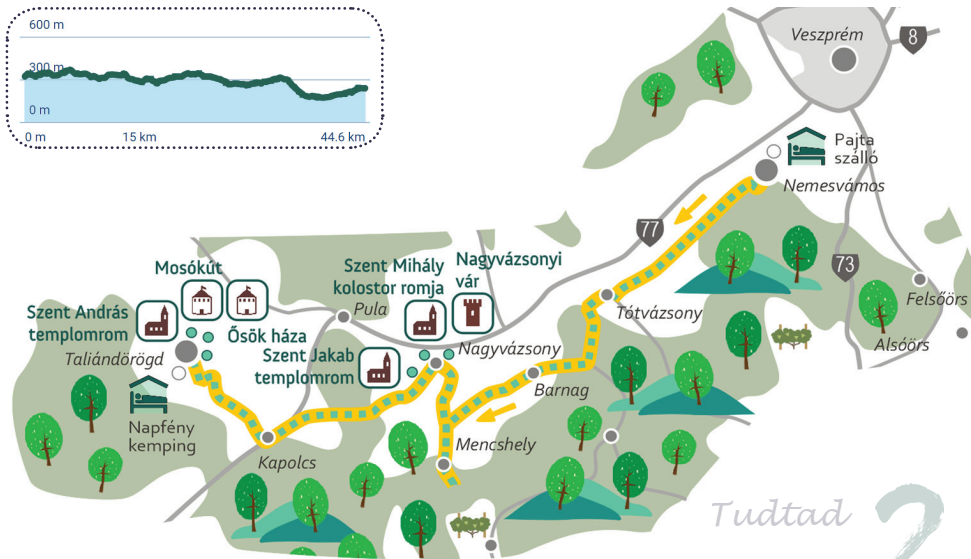 600 m
300 m
0 m
0 m
15 km
44.6 km
Veszprém
8
Pajta
szálló
Nemesvámos
77
73
Felsőörs
Alsóörs
Tótvázsony
Mosókút
Szent Mihály
kolostor romja
Nagyvázsonyi
vár
Pula
Szent András
templomrom
Ősök háza
Szent Jakab
templomrom
Nagyvázsony
Taliándörögd
Barnag
Napfény
kemping
Kapolcs
Mencshely
Tudtad
?